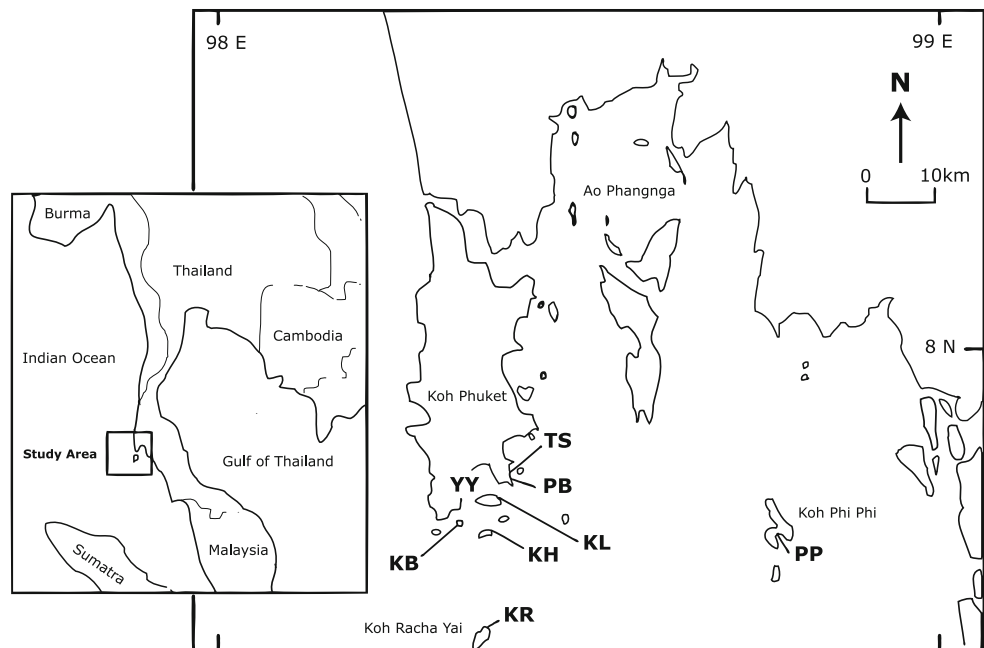 98 E
99 E
N
0 10km
Ao Phangnga
Burma
Thailand
Cambodia
Indian Ocean
8 N
Koh Phuket
Study Area
Gulf of Thailand
TS
YY
PB
Koh Phi Phi
KL
KB
KH
PP
Malaysia
Sumatra
KR
Koh Racha Yai